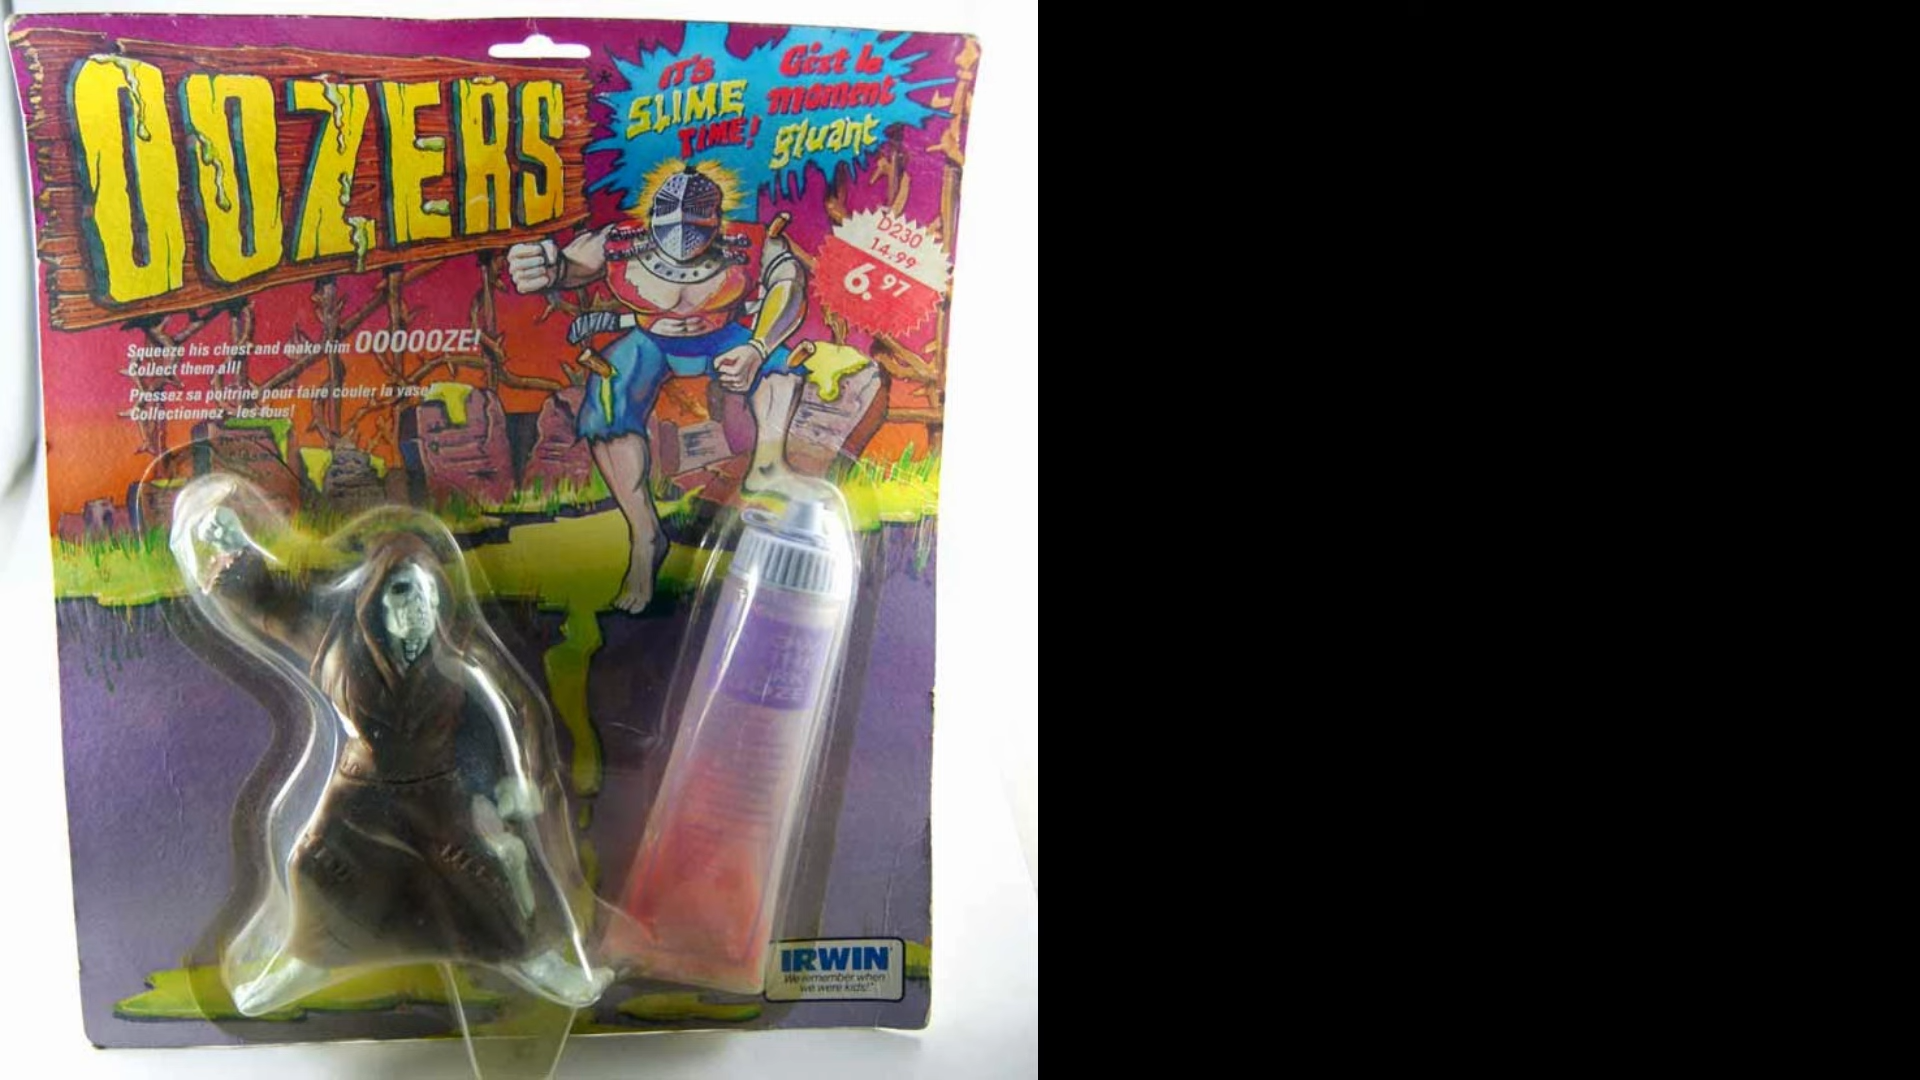 OOZERS
IT'S
SLIME
TIME!
C'est le
moment
gluant
D230
14.99
6.97
Squeeze his chest and make him OOOOOZE!
Collect them all!
Pressez sa poitrine pour faire couler la vase!
Collectionnez - les tous!
IRWIN
We remember when
we were kids!"